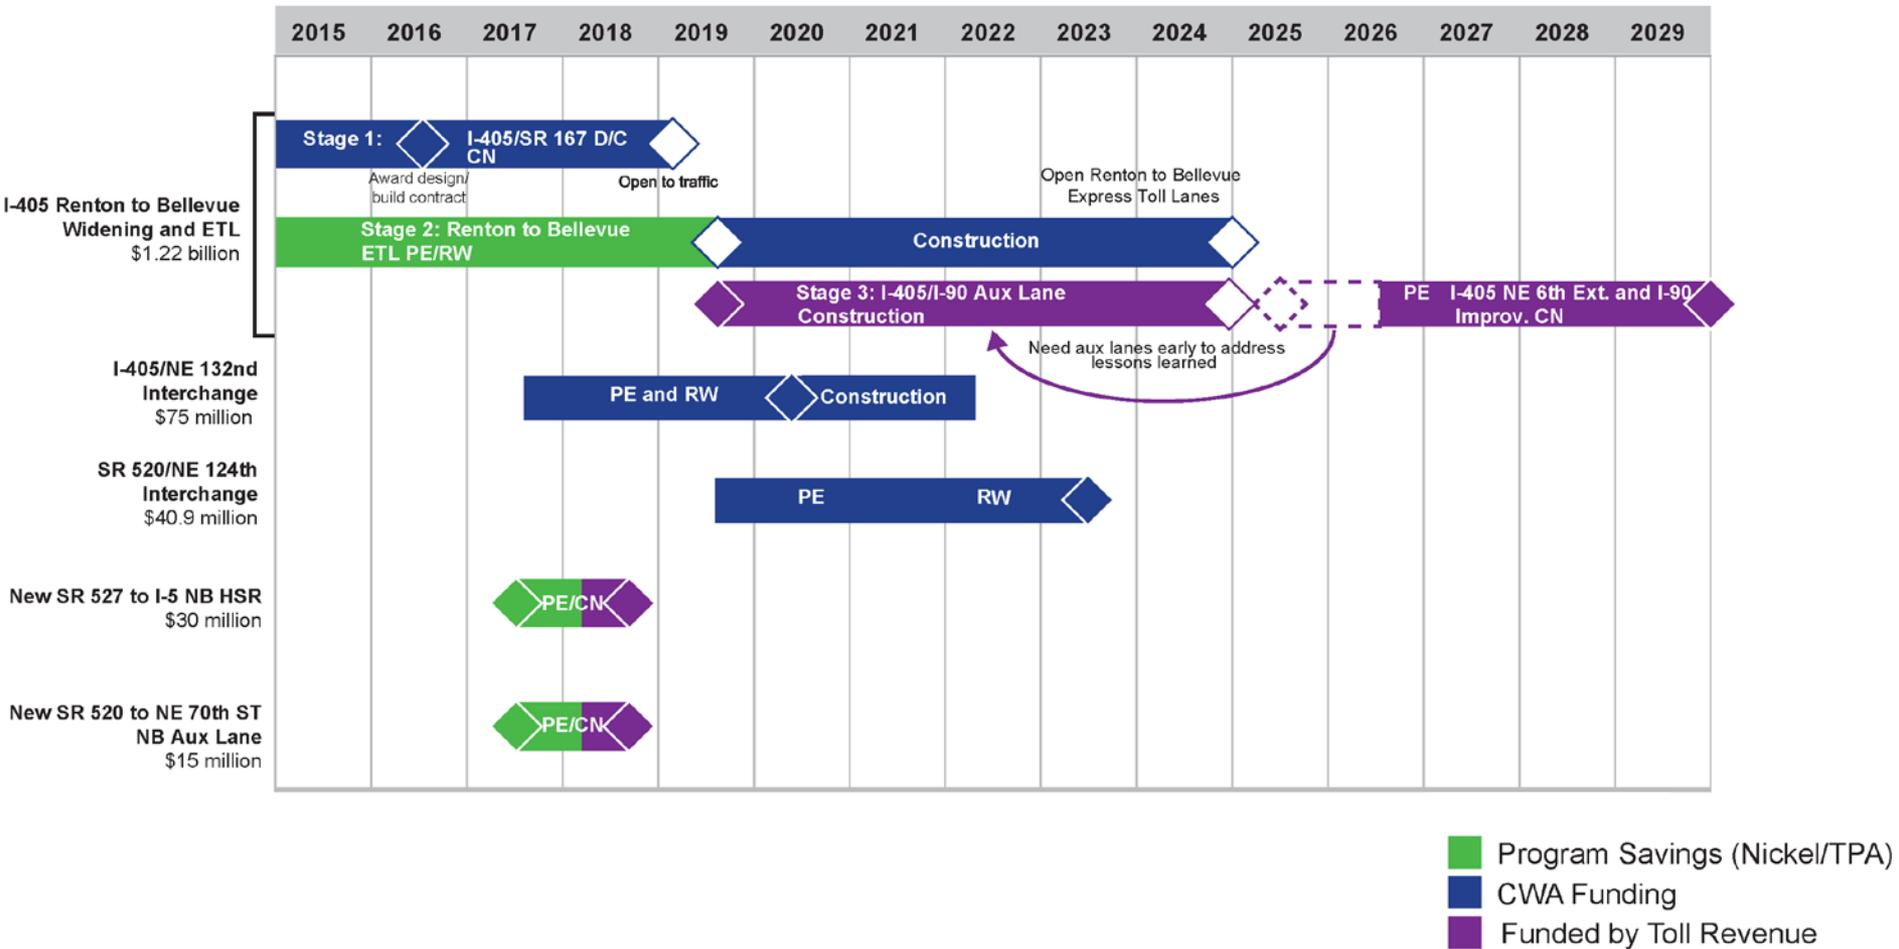 2015 2016 2017 2018 2019 2020 2021 2022 2023 2024 2025 2026 2027 2028 2029
I-405 Renton to Bellevue
Widening and ETL
$1.22 billion
Stage 1:
I-405/SR 167 D/C
CN
Award design/
build contract
Open to traffic
Open Renton to Bellevue
Express Toll Lanes
Stage 2: Renton to Bellevue
ETL PE/RW
Construction
Stage 3: I-405/I-90 Aux Lane
Construction
PE
I-405 NE 6th Ext. and I-90
Improv. CN
Need aux lanes early to address
lessons learned
I-405/NE 132nd
Interchange
$75 million
PE and RW
Construction
SR 520/NE 124th
Interchange
$40.9 million
PE
RW
New SR 527 to I-5 NB HSR
$30 million
PE/CN
New SR 520 to NE 70th ST
NB Aux Lane
$15 million
PE/CN
Program Savings (Nickel/TPA)
CWA Funding
Funded by Toll Revenue